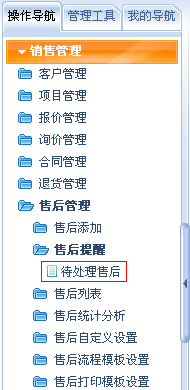 操作导航 管理工具 我的导航
销售管理
客户管理
项目管理
报价管理
询价管理
合同管理
退货管理
售后管理
售后添加
售后提醒
待处理售后
售后列表
售后统计分析
售后自定义设置
售后流程模板设置
售后打印模板设置